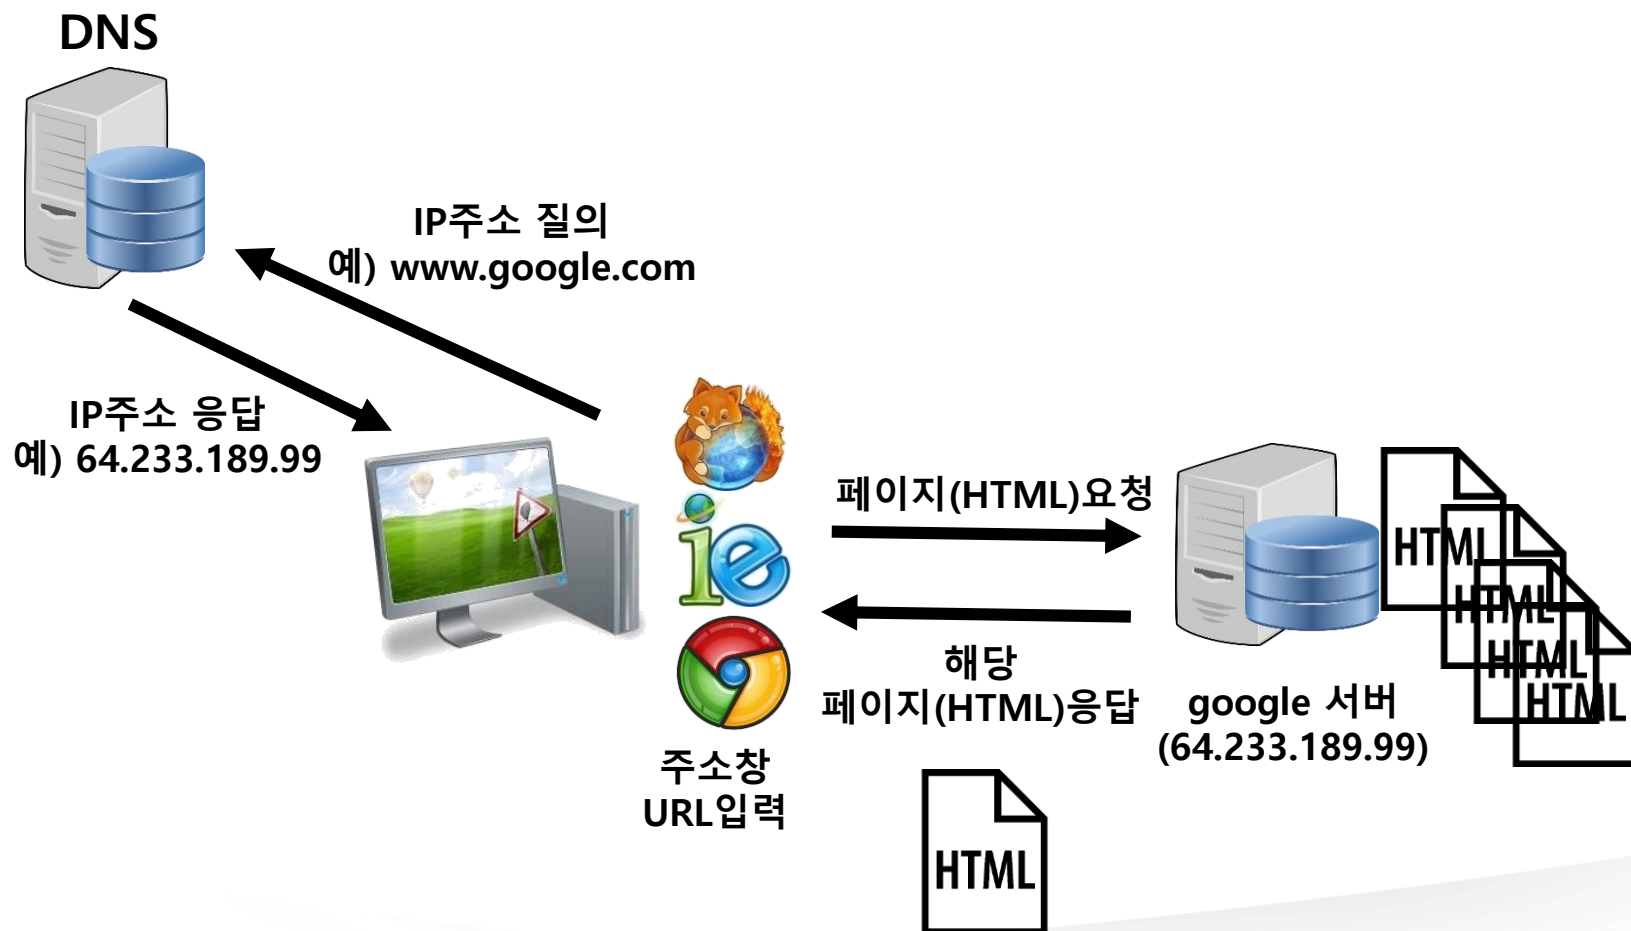 DNS
IP주소 질의
예) www.google.com
IP주소 응답
예) 64.233.189.99
ie
주소창
URL입력
페이지(HTML)요청
해당
페이지(HTML)응답
HTML
google 서버
(64.233.189.99)
HTML
HTML
HTML
HTML